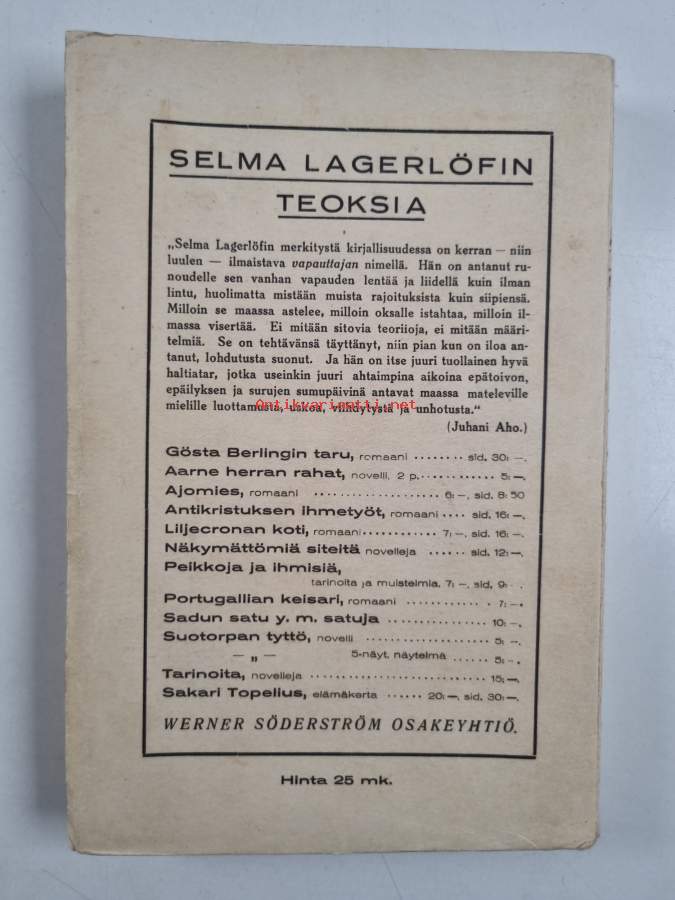 SELMA LAGERLÖFIN
TEOKSIA
„Selma Lagerlöfin merkitystä kirjallisuudessa on kerran — niin
luulen — ilmaistava vapauttajan nimellä. Hän on antanut ru-
noudelle sen vanhan vapauden lentää ja liidellä kuin ilman
lintu, huolimatta mistään muista rajoituksista kuin siipiensä.
Milloin se maassa astelee, milloin oksalle istahtaa, milloin il-
massa visertää. Ei mitään sitovia teorioja, ei mitään määri-
telmiä. Se on tehtävänsä täyttänyt, niin pian kun on iloa an-
tanut, lohdutusta suonut. Ja hän on itse juuri tuollainen hyvä
haltiatar, jotka useinkin juuri ahtaimpina aikoina epätoivon,
epäilyksen ja surujen sumupäivinä antavat maassa mateleville
mielille luottamusta, uskoa, viihdytystä ja unhotusta.“
Antikvariaatti.net
(Juhani Aho.)
Gösta Berlingin taru, romaani ........ sid. 30: —.
Aarne herran rahat, novelli, 2 p. ............ 5: —.
Ajomies, romaani .................. 6: —, sid. 8: 50
Antikristuksen ihmetyöt, romaani .... sid. 16: —.
Liljecronan koti, romaani ............ 7: —, sid. 16: —.
Näkymättömiä siteitä novelleja ...... sid. 12: —.
Peikkoja ja ihmisiä,
tarinoita ja muistelmia, 7: —, sid. 9:
Portugallian keisari, romaani ............ 7: —.
Sadun satu y. m. satuja ............ 10: —.
Suotorpan tyttö, novelli .................. 5: —.
— „ — 5-näyt. näytelmä ...... 5: —.
Tarinoita, novelleja ........................ 15: —.
Sakari Topelius, elämäkerta ...... 20: —, sid. 30: —.
WERNER SÖDERSTRÖM OSAKEYHTIÖ.
Hinta 25 mk.